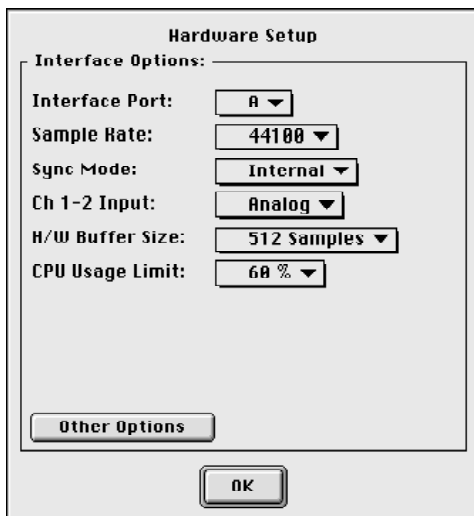 Hardware Setup
Interface Options:
Interface Port: A
Sample Rate: 44100
Sync Mode: Internal
Ch 1-2 Input: Analog
H/W Buffer Size: 512 Samples
CPU Usage Limit: 60 %
Other Options
OK